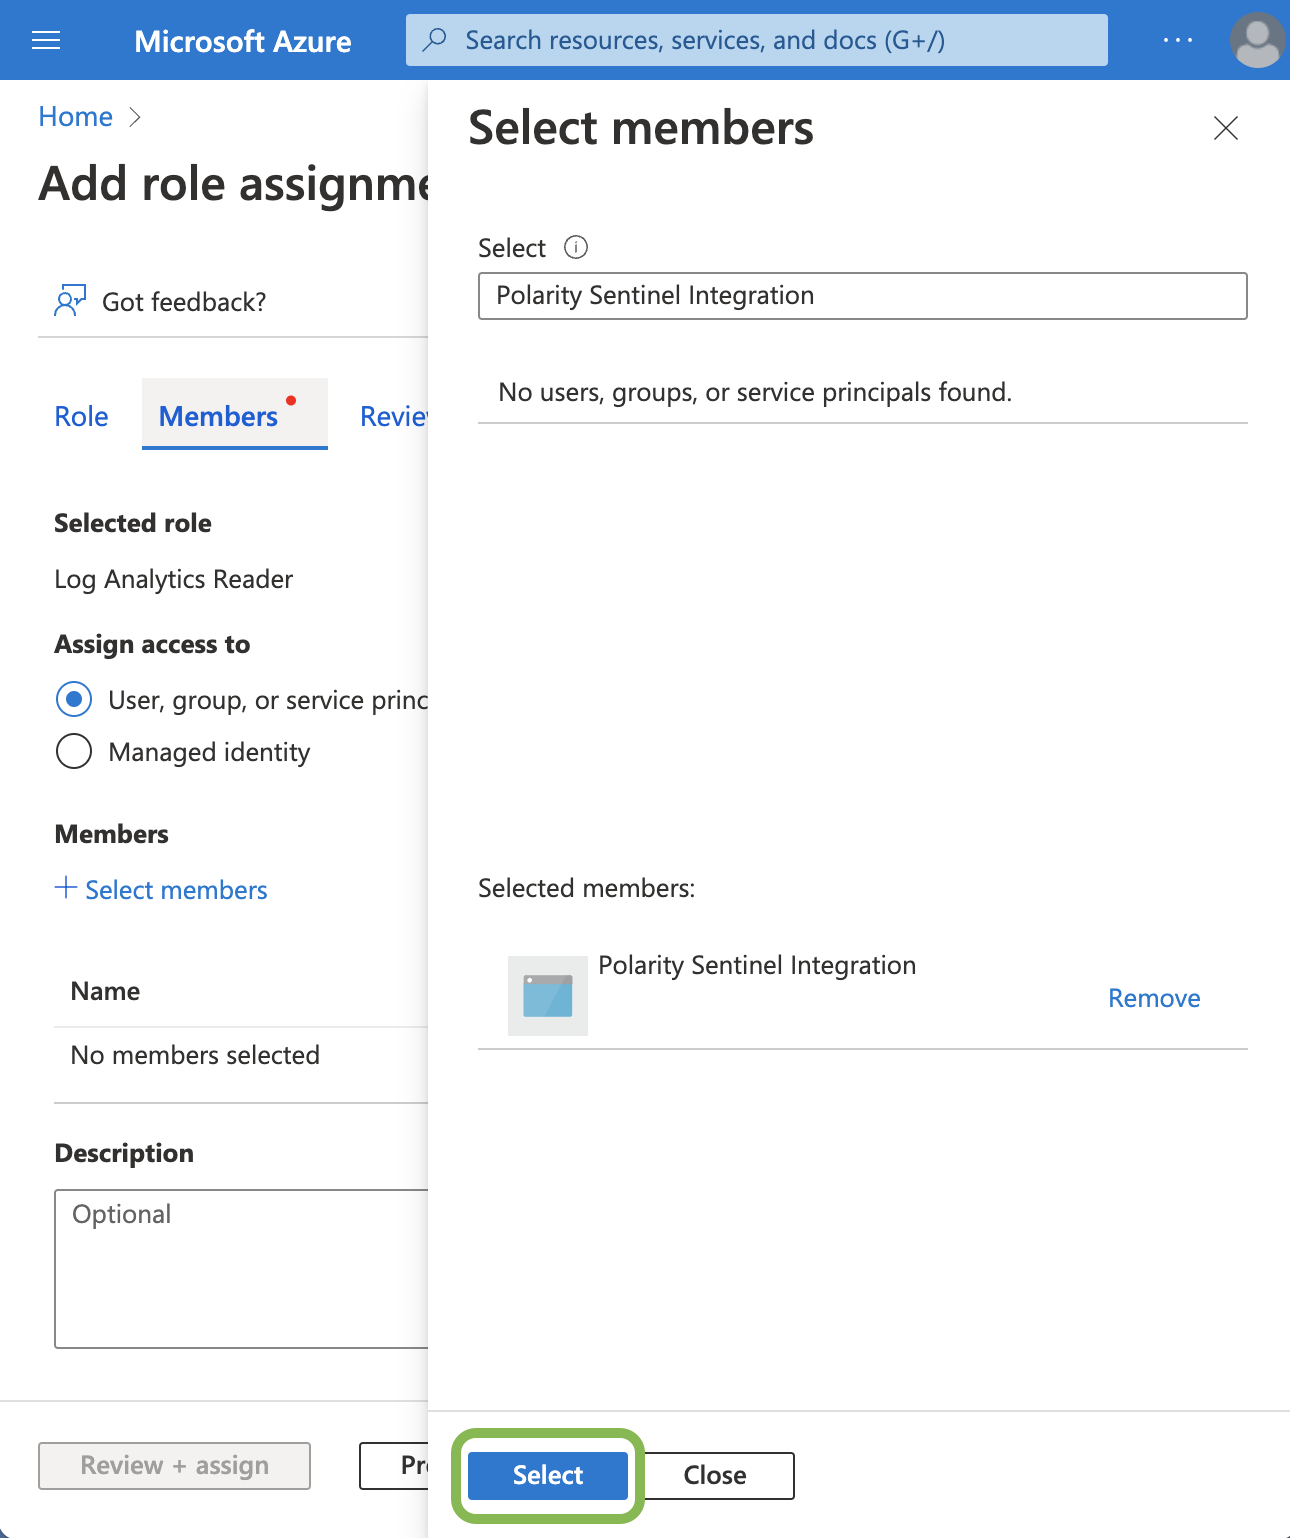 Microsoft Azure
Search resources, services, and docs (G+/)
Home
Add role assignme
Got feedback?
Role
Members
Review
Selected role
Log Analytics Reader
Assign access to
User, group, or service princ
Managed identity
Members
Select members
Name
No members selected
Description
Optional
Review + assign
Pre
Select members
Select
Polarity Sentinel Integration
No users, groups, or service principals found.
Selected members:
Polarity Sentinel Integration
Remove
Select
Close